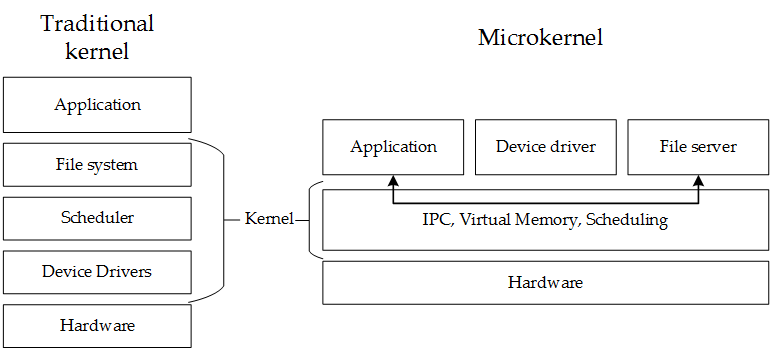 Traditional
kernel
Application
File system
Scheduler
Device Drivers
Hardware
Kernel
Microkernel
Application
Device driver
File server
IPC, Virtual Memory, Scheduling
Hardware